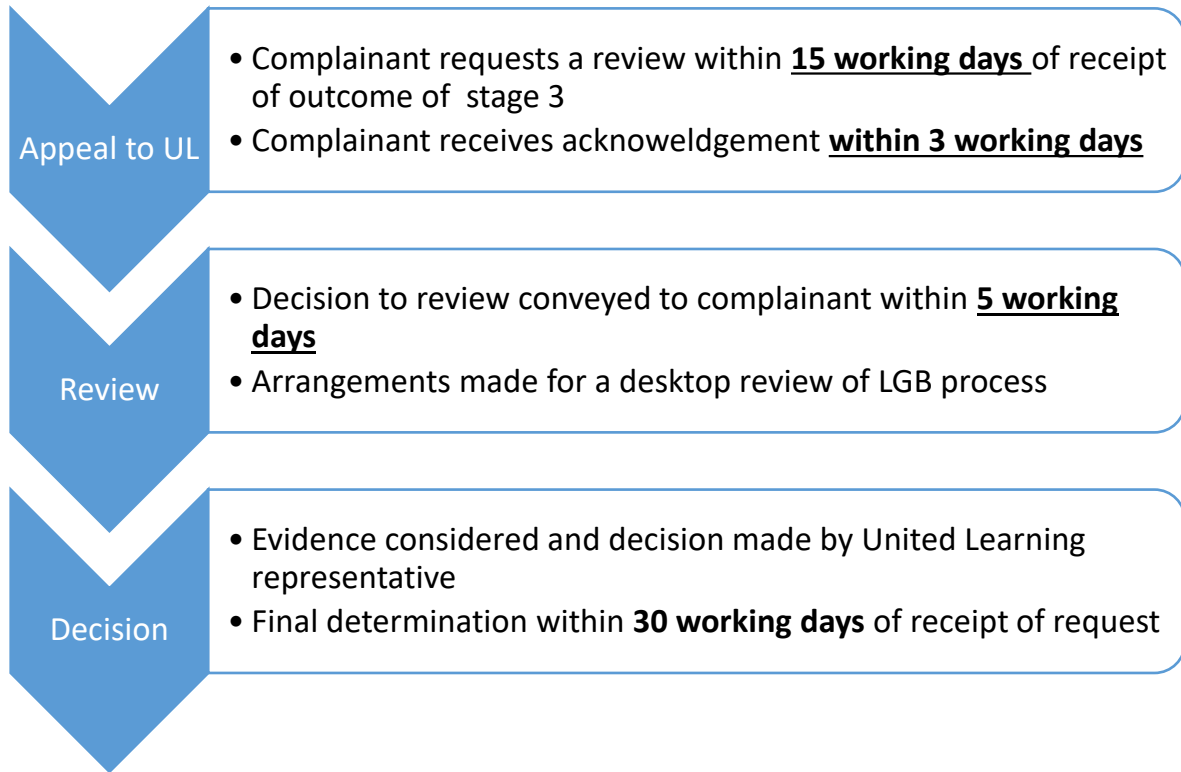 Appeal to UL
• Complainant requests a review within 15 working days of receipt
of outcome of stage 3
• Complainant receives acknoweldgement within 3 working days
Review
• Decision to review conveyed to complainant within 5 working
days
• Arrangements made for a desktop review of LGB process
Decision
• Evidence considered and decision made by United Learning
representative
• Final determination within 30 working days of receipt of request